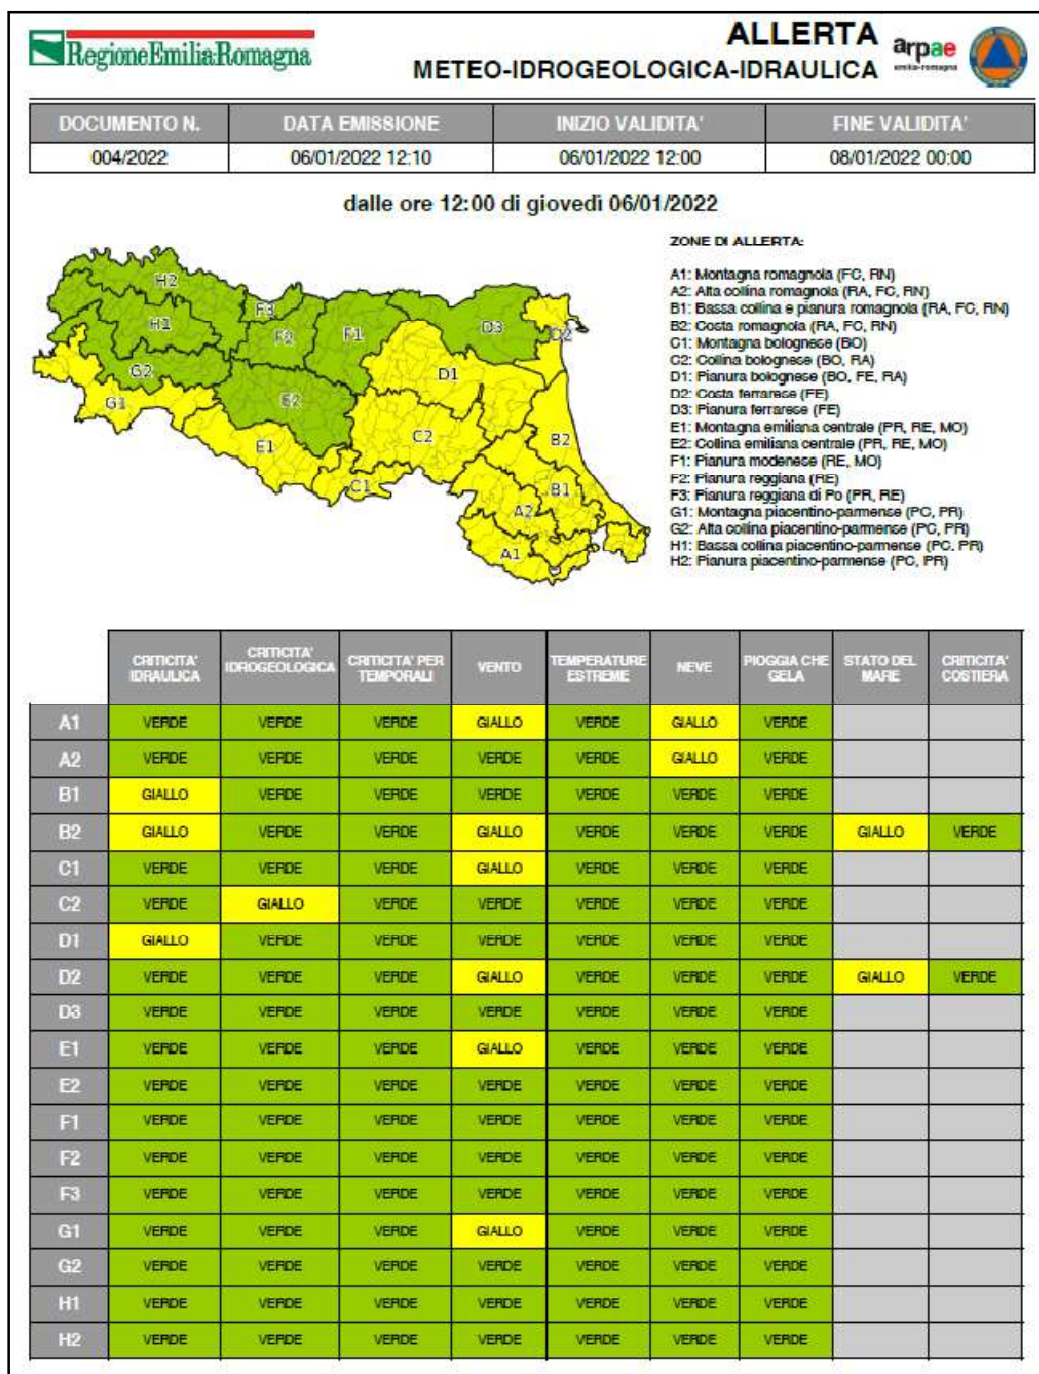 RegioneEmilia-Romagna
ALLERTA
METEO-IDROGEOLOGICA-IDRAULICA
arpae
emilia-romagna
DOCUMENTO N. DATA EMISSIONE INIZIO VALIDITA' FINE VALIDITA'
004/2022 06/01/2022 12:10 06/01/2022 12:00 08/01/2022 00:00
dalle ore 12:00 di giovedì 06/01/2022
ZONE DI ALLERTA:
A1: Montagna romagnola (FC, RN)
A2: Alta collina romagnola (RA, FC, RN)
B1: Bassa collina e pianura romagnola (RA, FC, RN)
B2: Costa romagnola (RA, FC, RN)
C1: Montagna bolognese (BO)
C2: Collina bolognese (BO, RA)
D1: Pianura bolognese (BO, FE, RA)
D2: Costa ferrarese (FE)
D3: Pianura ferrarese (FE)
E1: Montagna emiliana centrale (PR, RE, MO)
E2: Collina emiliana centrale (PR, RE, MO)
F1: Pianura modenese (RE, MO)
F2: Pianura reggiana (RE)
F3: Pianura reggiana di Po (PR, RE)
G1: Montagna piacentino-parmense (PC, PR)
G2: Alta collina piacentino-parmense (PC, PR)
H1: Bassa collina piacentino-parmense (PC, PR)
H2: Pianura piacentino-parmense (PC, PR)
H2
F3
H1
F2
F1
D3
D2
G2
D1
G1
E2
E1
C2
B2
C1
B1
A2
A1
CRITICITA' IDRAULICA CRITICITA' IDROGEOLOGICA CRITICITA' PER TEMPORALI VENTO TEMPERATURE ESTREME NEVE PIOGGIA CHE GELA STATO DEL MARE CRITICITA' COSTIERA
A1 VERDE VERDE VERDE GIALLO VERDE GIALLO VERDE
A2 VERDE VERDE VERDE VERDE VERDE GIALLO VERDE
B1 GIALLO VERDE VERDE VERDE VERDE VERDE VERDE
B2 GIALLO VERDE VERDE GIALLO VERDE VERDE VERDE GIALLO VERDE
C1 VERDE VERDE VERDE GIALLO VERDE VERDE VERDE
C2 VERDE GIALLO VERDE VERDE VERDE VERDE VERDE
D1 GIALLO VERDE VERDE VERDE VERDE VERDE VERDE
D2 VERDE VERDE VERDE GIALLO VERDE VERDE VERDE GIALLO VERDE
D3 VERDE VERDE VERDE VERDE VERDE VERDE VERDE
E1 VERDE VERDE VERDE GIALLO VERDE VERDE VERDE
E2 VERDE VERDE VERDE VERDE VERDE VERDE VERDE
F1 VERDE VERDE VERDE VERDE VERDE VERDE VERDE
F2 VERDE VERDE VERDE VERDE VERDE VERDE VERDE
F3 VERDE VERDE VERDE VERDE VERDE VERDE VERDE
G1 VERDE VERDE VERDE GIALLO VERDE VERDE VERDE
G2 VERDE VERDE VERDE VERDE VERDE VERDE VERDE
H1 VERDE VERDE VERDE VERDE VERDE VERDE VERDE
H2 VERDE VERDE VERDE VERDE VERDE VERDE VERDE